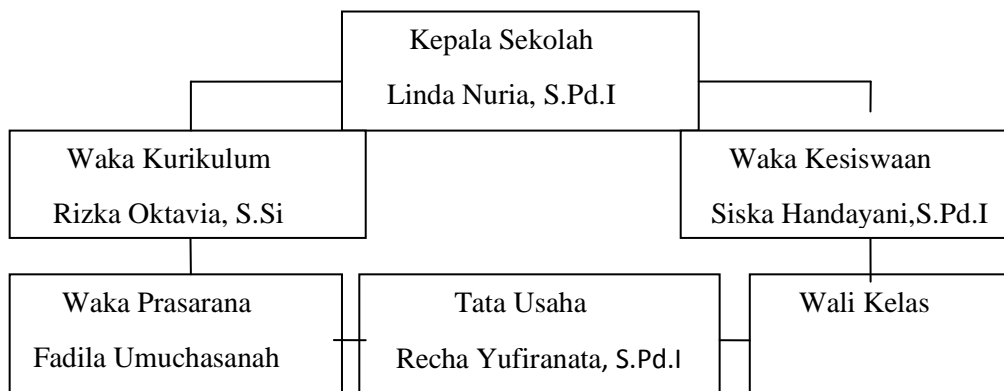 Kepala Sekolah
Linda Nuria, S.Pd.I
Waka Kurikulum
Rizka Oktavia, S.Si
Waka Kesiswaan
Siska Handayani,S.Pd.I
Waka Prasarana
Fadila Umuchasanah
Tata Usaha
Recha Yufiranata, S.Pd.I
Wali Kelas